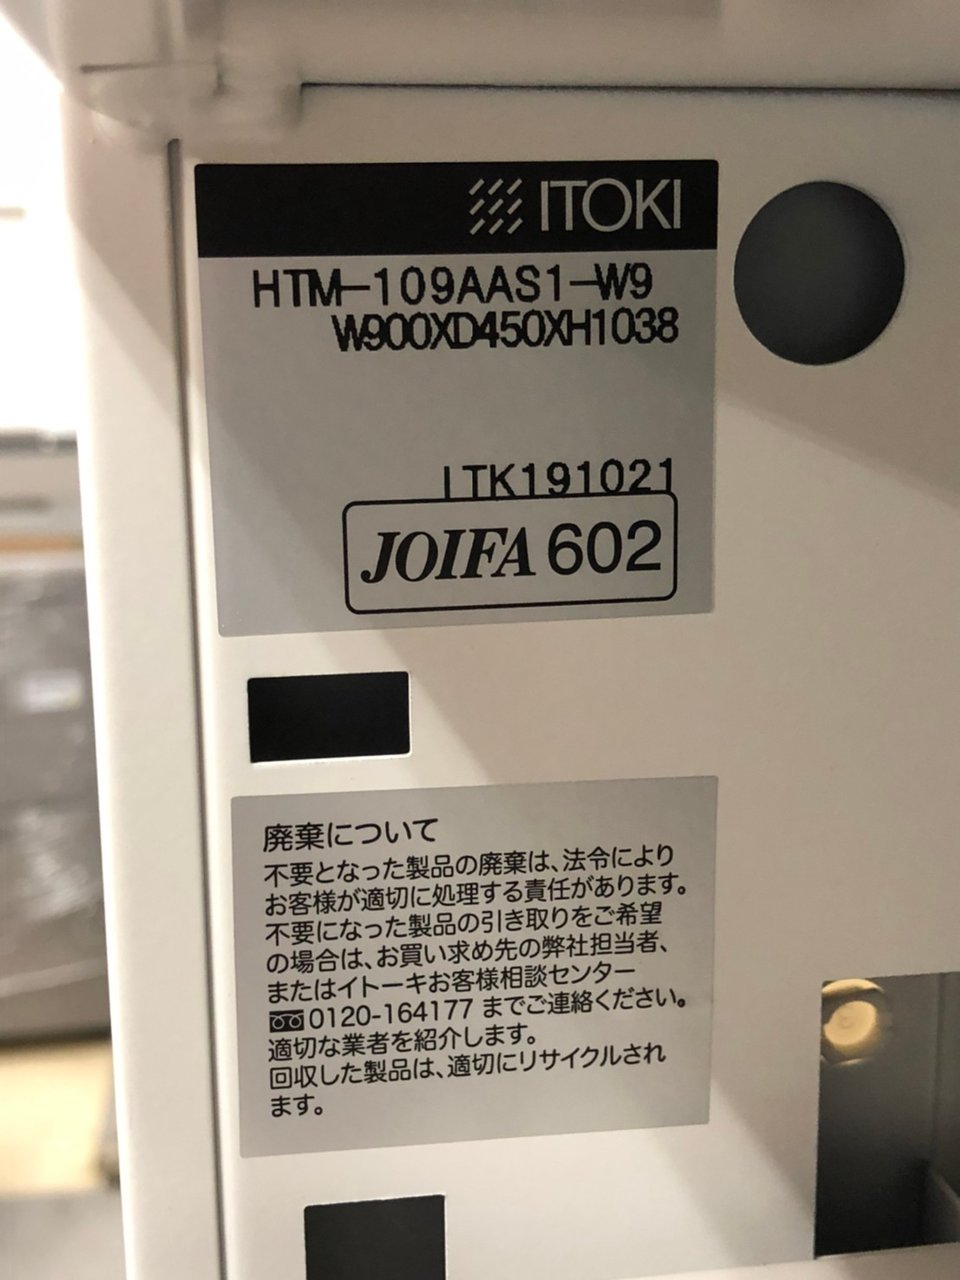 ITOKI
HTM-109AAS1-W9
W900XD450XH1038
ITK191021
JOIFA 602
廃棄について
不要となった製品の廃棄は、法令により
お客様が適切に処理する責任があります。
不要になった製品の引き取りをご希望
の場合は、お買い求め先の弊社担当者、
またはイトーキお客様相談センター
0120-164177 までご連絡ください。
適切な業者を紹介します。
回収した製品は、適切にリサイクルされ
ます。